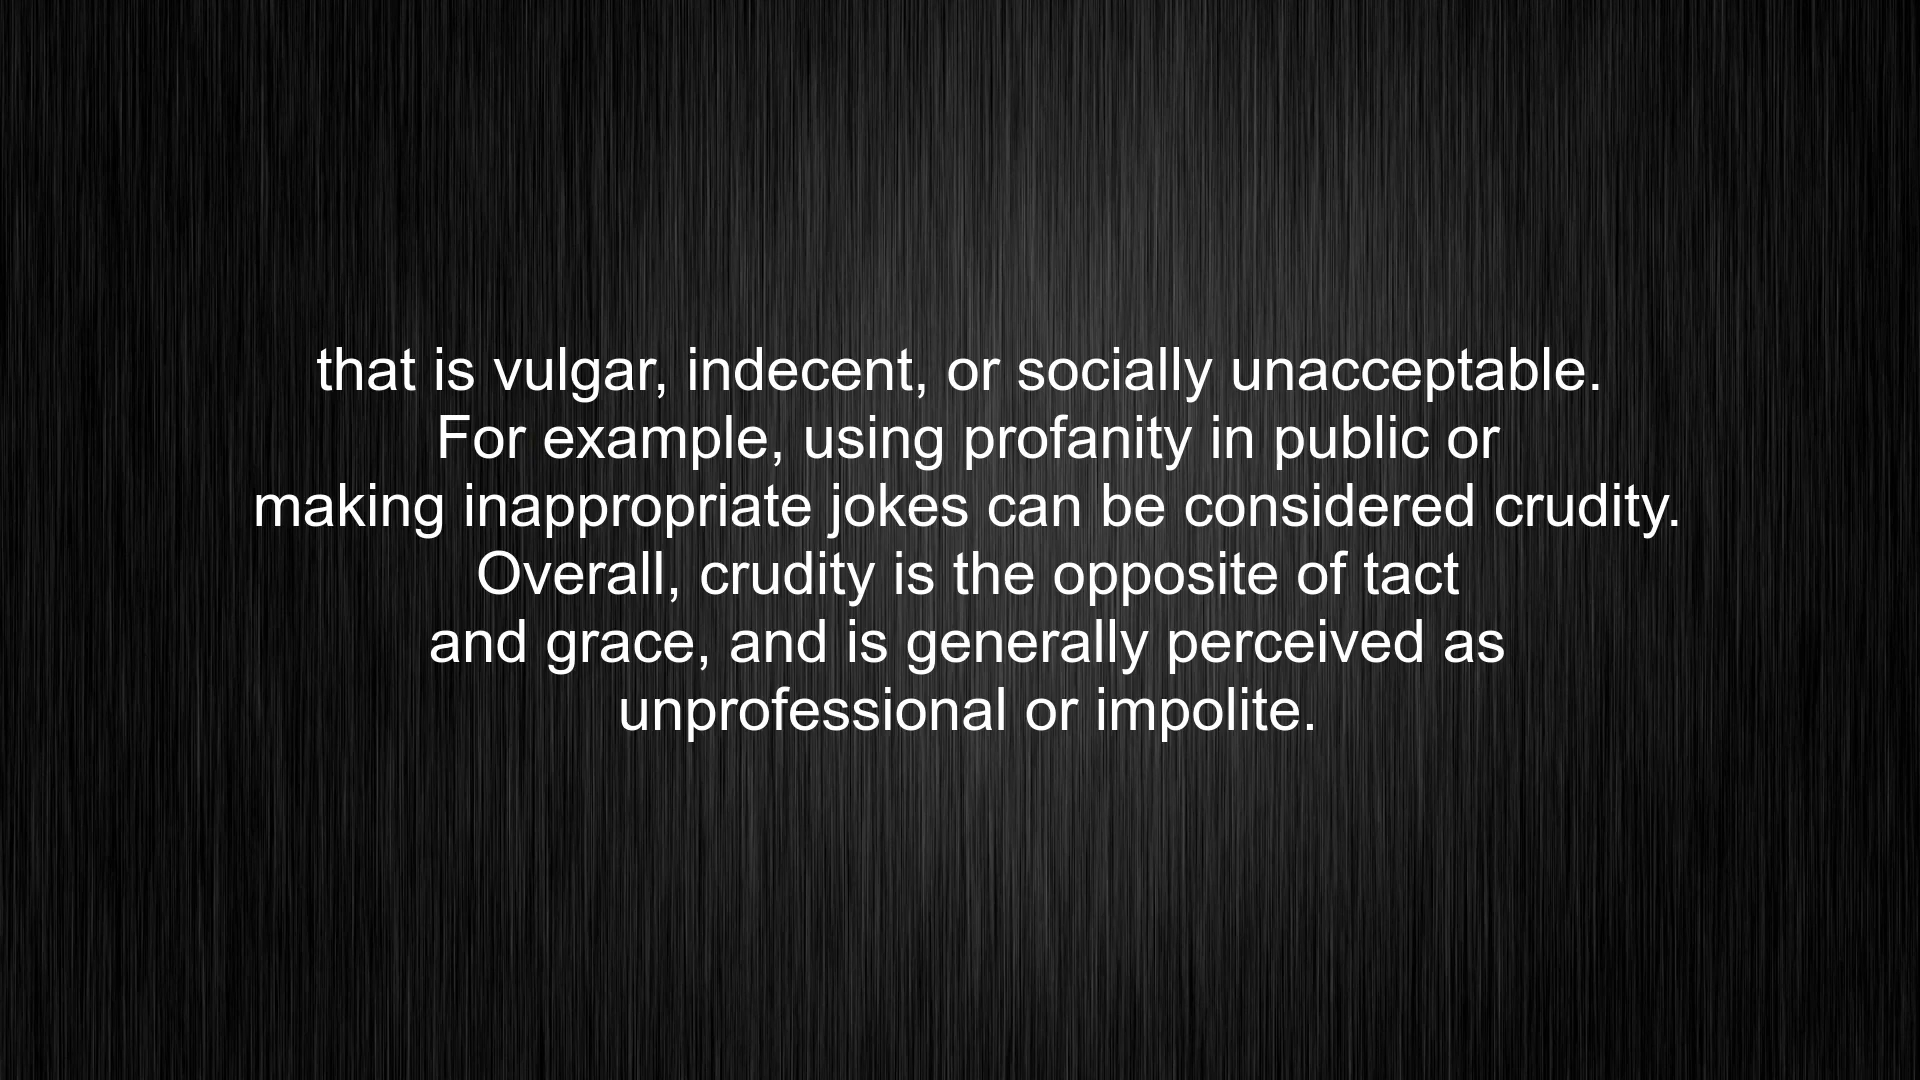 that is vulgar, indecent, or socially unacceptable.
For example, using profanity in public or
making inappropriate jokes can be considered crudity.
Overall, crudity is the opposite of tact
and grace, and is generally perceived as
unprofessional or impolite.